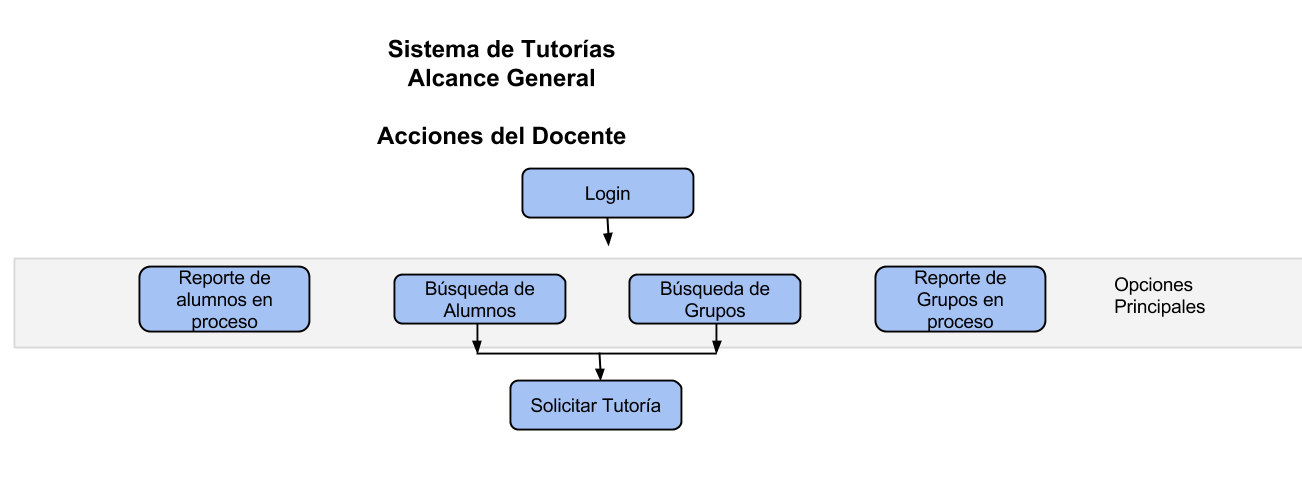 Sistema de Tutorías
Alcance General
Acciones del Docente
Login
Reporte de
alumnos en
proceso
Búsqueda de
Alumnos
Búsqueda de
Grupos
Reporte de
Grupos en
proceso
Opciones
Principales
Solicitar Tutoría